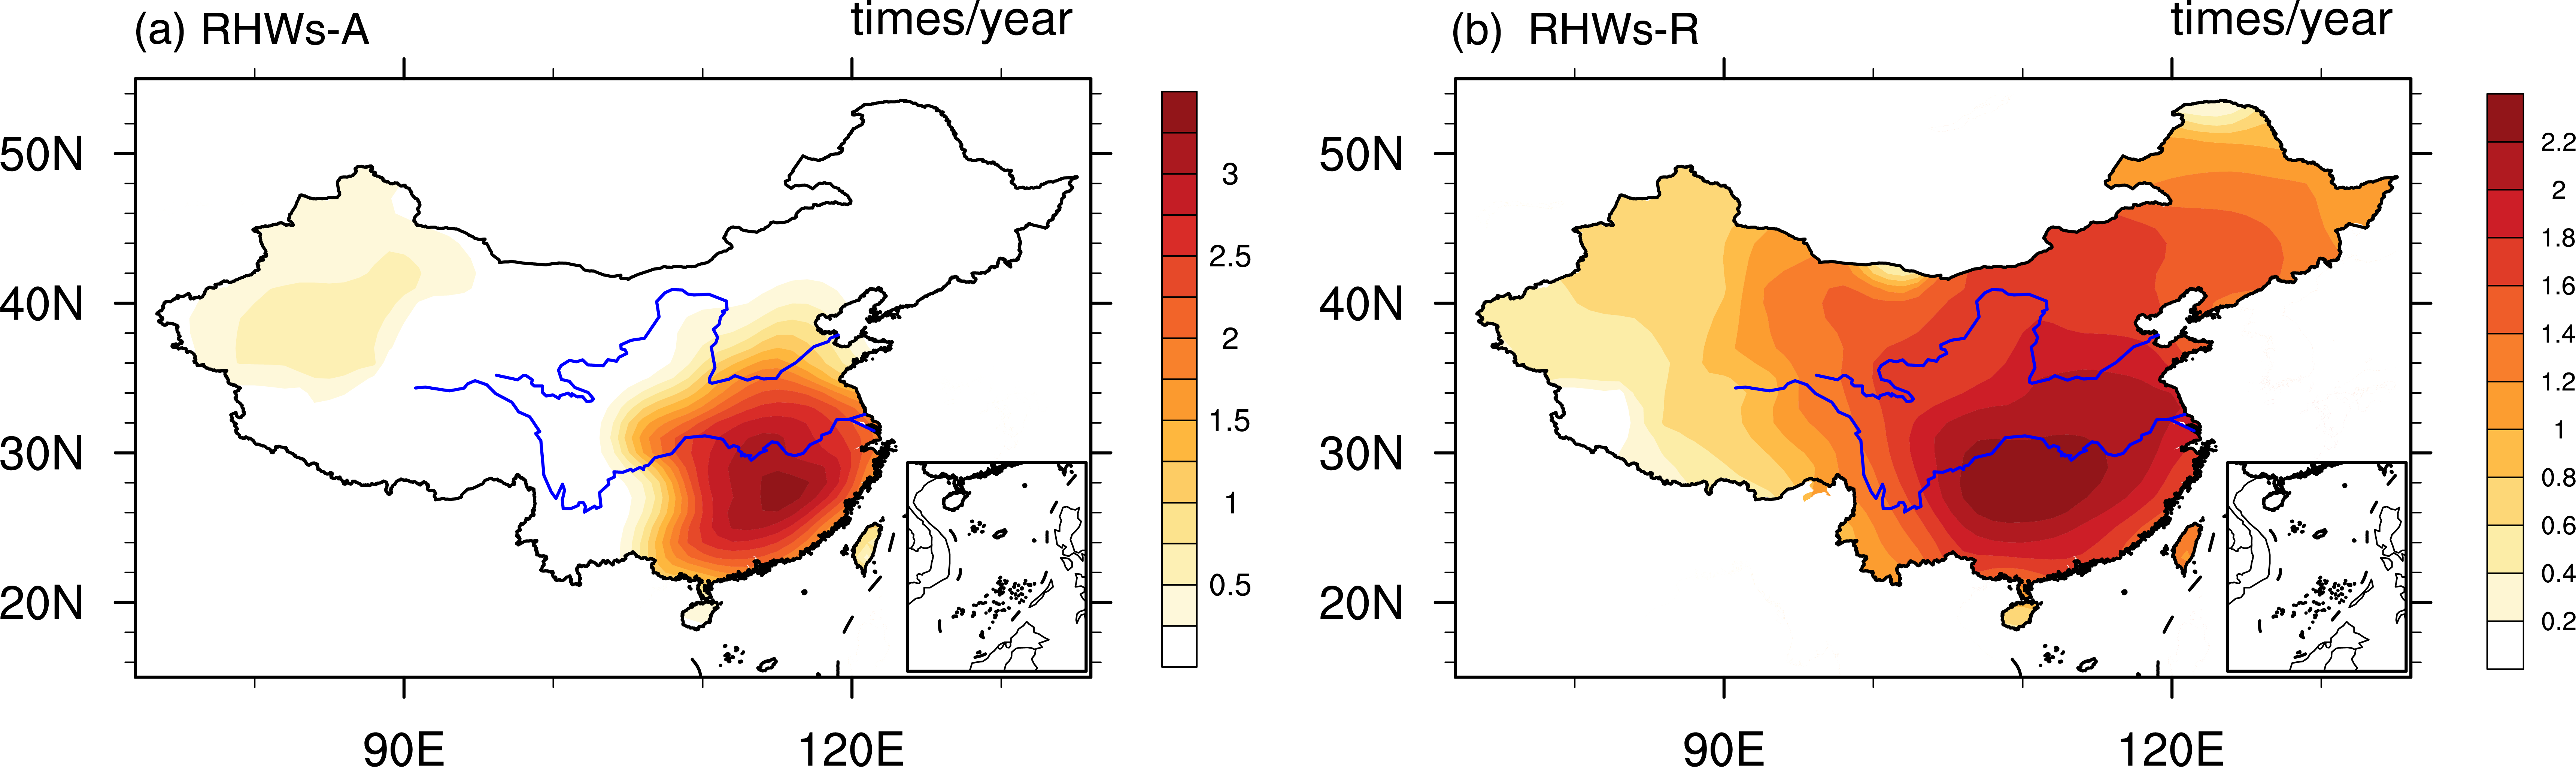 (a) RHWs-A times/year
50N
40N
30N
20N
90E 120E
3
2.5
2
1.5
1
0.5
(b) RHWs-R times/year
50N
40N
30N
20N
90E 120E
2.2
2
1.8
1.6
1.4
1.2
1
0.8
0.6
0.4
0.2